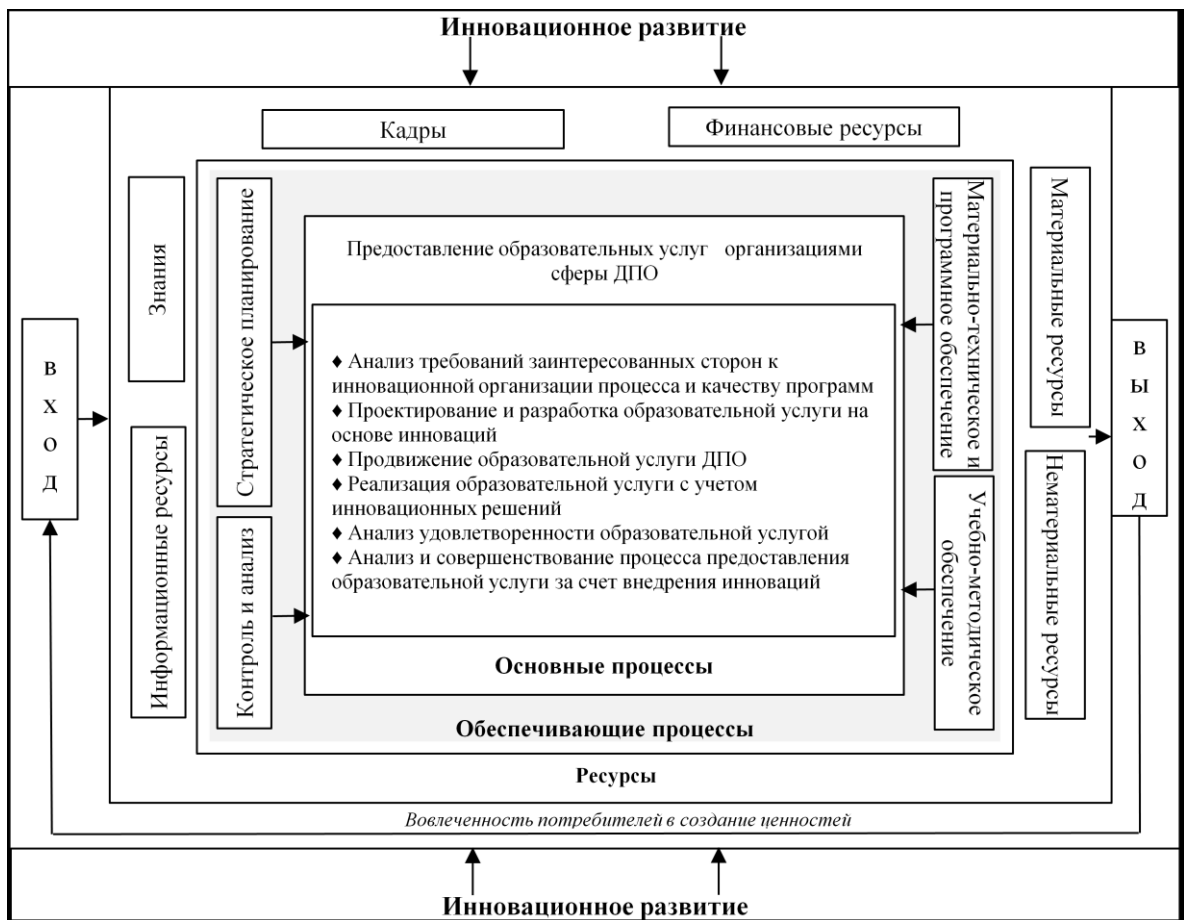 Инновационное развитие
Кадры
Финансовые ресурсы
Знания
Информационные ресурсы
Стратегическое планирование
Контроль и анализ
Предоставление образовательных услуг организациями
сферы ДПО
♦ Анализ требований заинтересованных сторон к
инновационной организации процесса и качеству программ
♦ Проектирование и разработка образовательной услуги на
основе инноваций
♦ Продвижение образовательной услуги ДПО
♦ Реализация образовательной услуги с учетом
инновационных решений
♦ Анализ удовлетворенности образовательной услугой
♦ Анализ и совершенствование процесса предоставления
образовательной услуги за счет внедрения инноваций
Основные процессы
Обеспечивающие процессы
Ресурсы
Материально-техническое и
программное обеспечение
Учебно-методическое
обеспечение
Материальные ресурсы
Нематериальные ресурсы
В
Х
О
Д
В
Ы
Х
О
Д
Вовлеченность потребителей в создание ценностей
Инновационное развитие